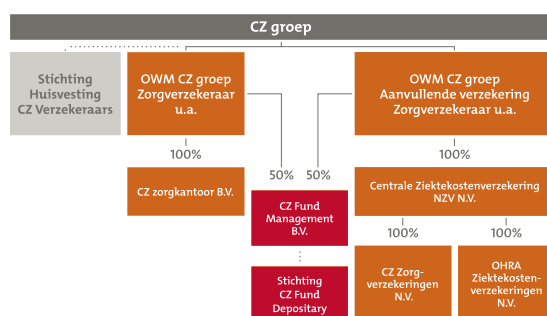 CZ groep
Stichting
Huisvesting
CZ Verzekeraars
OWM CZ groep
Zorgverzekeraar
u.a.
OWM CZ groep
Aanvullende verzekering
Zorgverzekeraar u.a.
100%
50%
50%
100%
CZ zorgkantoor B.V.
CZ Fund
Management
B.V.
Centrale Ziektekostenverzekering
NZV N.V.
100%
100%
Stichting
CZ Fund
Depositary
CZ Zorg-
verzekeringen
N.V.
OHRA
Ziektekosten-
verzekeringen
N.V.